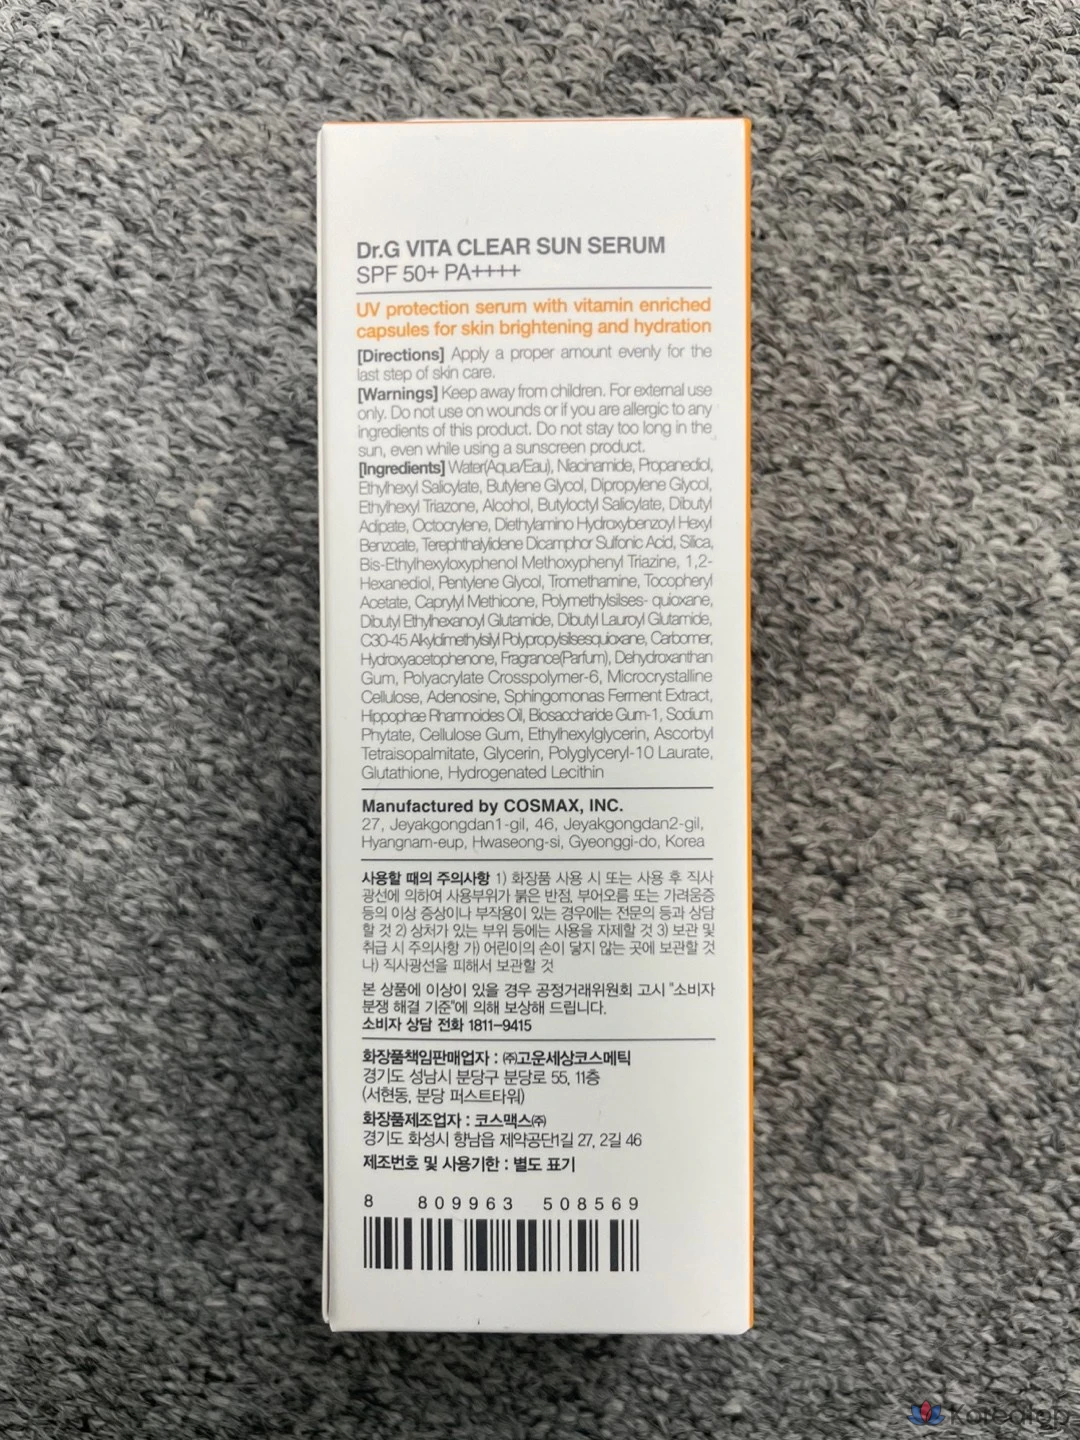 Dr.G VITA CLEAR SUN SERUM
SPF 50+ PA++++
UV protection serum with vitamin enriched
capsules for skin brightening and hydration
[Directions] Apply a proper amount evenly for the
last step of skin care.
[Warnings] Keep away from children. For external use
only. Do not use on wounds or if you are allergic to any
ingredients of this product. Do not stay too long in the
sun, even while using a sunscreen product.
[Ingredients] Water(Aqua/Eau), Niacinamide, Propanediol,
Ethylhexyl Salicylate, Butylene Glycol, Dipropylene Glycol,
Ethylhexyl Triazone, Alcohol, Butyloctyl Salicylate, Dibutyl
Adipate, Octocrylene, Diethylamino Hydroxybenzoyl Hexyl
Benzoate, Terephthalylidene Dicamphor Sulfonic Acid, Silica,
Bis-Ethylhexyloxyphenol Methoxyphenyl Triazine, 1,2-
Hexanediol, Pentylene Glycol, Tromethamine, Tocopheryl
Acetate, Caprylyl Methicone, Polymethylsilses- quioxane,
Dibutyl Ethylhexanoyl Glutamide, Dibutyl Lauroyl Glutamide,
C30-45 Alkyldimethylsilyl Polypropylsilsesquioxane, Carbomer,
Hydroxyacetophenone, Fragrance(Parfum), Dehydroxanthan
Gum, Polyacrylate Crosspolymer-6, Microcrystalline
Cellulose, Adenosine, Sphingomonas Ferment Extract,
Hippophae Rhamnoides Oil, Biosaccharide Gum-1, Sodium
Phytate, Cellulose Gum, Ethylhexylglycerin, Ascorbyl
Tetraisopalmitate, Glycerin, Polyglyceryl-10 Laurate,
Glutathione, Hydrogenated Lecithin
Manufactured by COSMAX, INC.
27, Jeyakgongdan1-gil, 46, Jeyakgongdan2-gil,
Hyangnam-eup, Hwaseong-si, Gyeonggi-do, Korea
사용할 때의 주의사항 1) 화장품 사용 시 또는 사용 후 직사
광선에 의하여 사용부위가 붉은 반점, 부어오름 또는 가려움증
등의 이상 증상이나 부작용이 있는 경우에는 전문의 등과 상담
할 것 2) 상처가 있는 부위 등에는 사용을 자제할 것 3) 보관 및
취급 시 주의사항 가) 어린이의 손이 닿지 않는 곳에 보관할 것
나) 직사광선을 피해서 보관할 것
본 상품에 이상이 있을 경우 공정거래위원회 고시 "소비자
분쟁 해결 기준"에 의해 보상해 드립니다.
소비자 상담 전화 1811-9415
화장품책임판매업자 : ㈜고운세상코스메틱
경기도 성남시 분당구 분당로 55, 11층
(서현동, 분당 퍼스트타워)
화장품제조업자 : 코스맥스㈜
경기도 화성시 향남읍 제약공단1길 27, 2길 46
제조번호 및 사용기한 : 별도 표기
8 809963 508569
Koreatgp